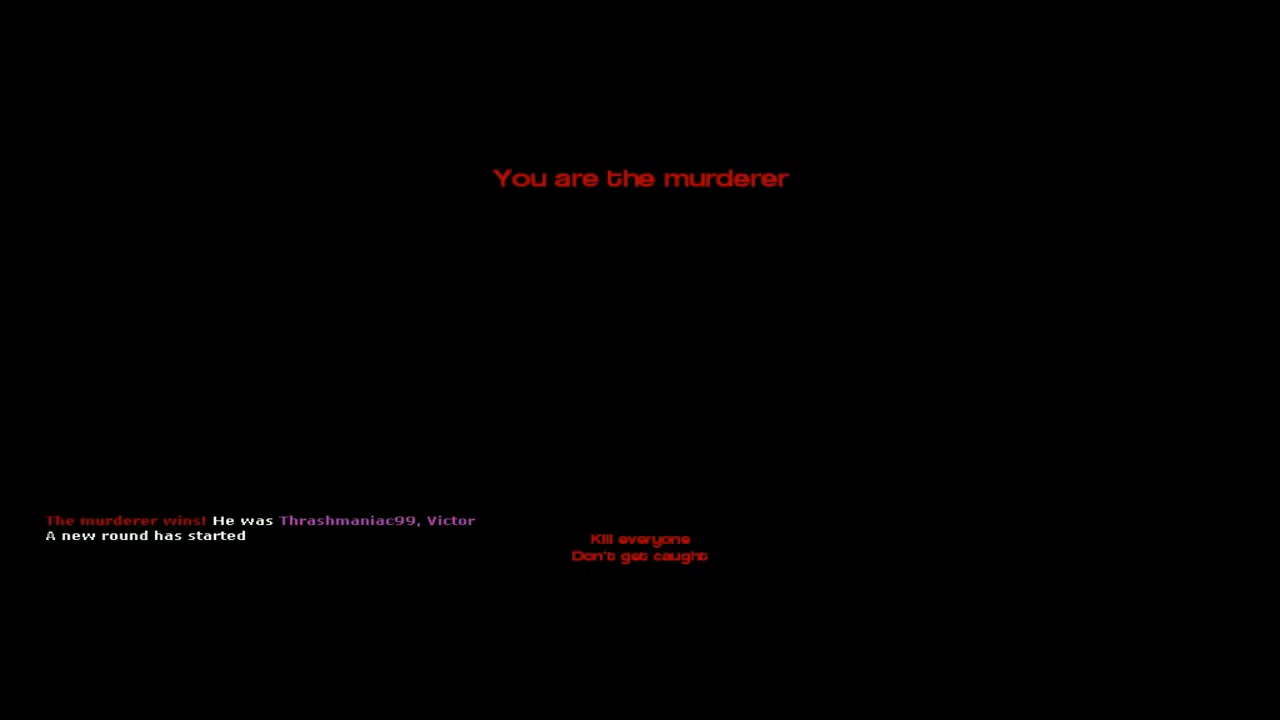 You are the murderer
The murderer wins! He was Thrashmaniac99, Victor
A new round has started
Kill everyone
Don't get caught